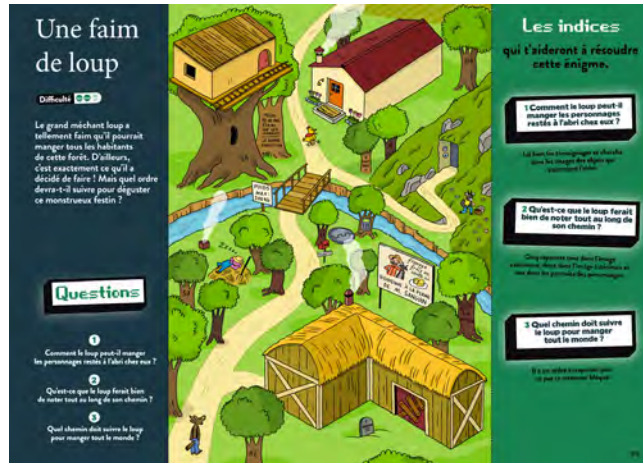 Une faim
de loup
Difficulté
Le grand méchant loup a
tellement faim qu'il pourrait
manger tous les habitants
de cette forêt. D'ailleurs,
c'est exactement ce qu'il a
décidé de faire ! Mais quel ordre
devra-t-il suivre pour déguster
ce monstrueux festin ?
Questions
1
Comment le loup peut-il manger
les personnages restés à l'abri chez eux ?
2
Qu'est-ce que le loup ferait bien
de noter tout au long de son chemin ?
3
Quel chemin doit suivre le loup
pour manger tout le monde ?
POIDS
MAXI
ZZZZ
Les indices
qui t'aideront à résoudre
cette énigme.
1 Comment le loup peut-il
manger les personnages
restés à l'abri chez eux ?
2 Qu'est-ce que le loup ferait
bien de noter tout au long
de son chemin ?
3 Quel chemin doit suivre
le loup pour manger
tout le monde ?